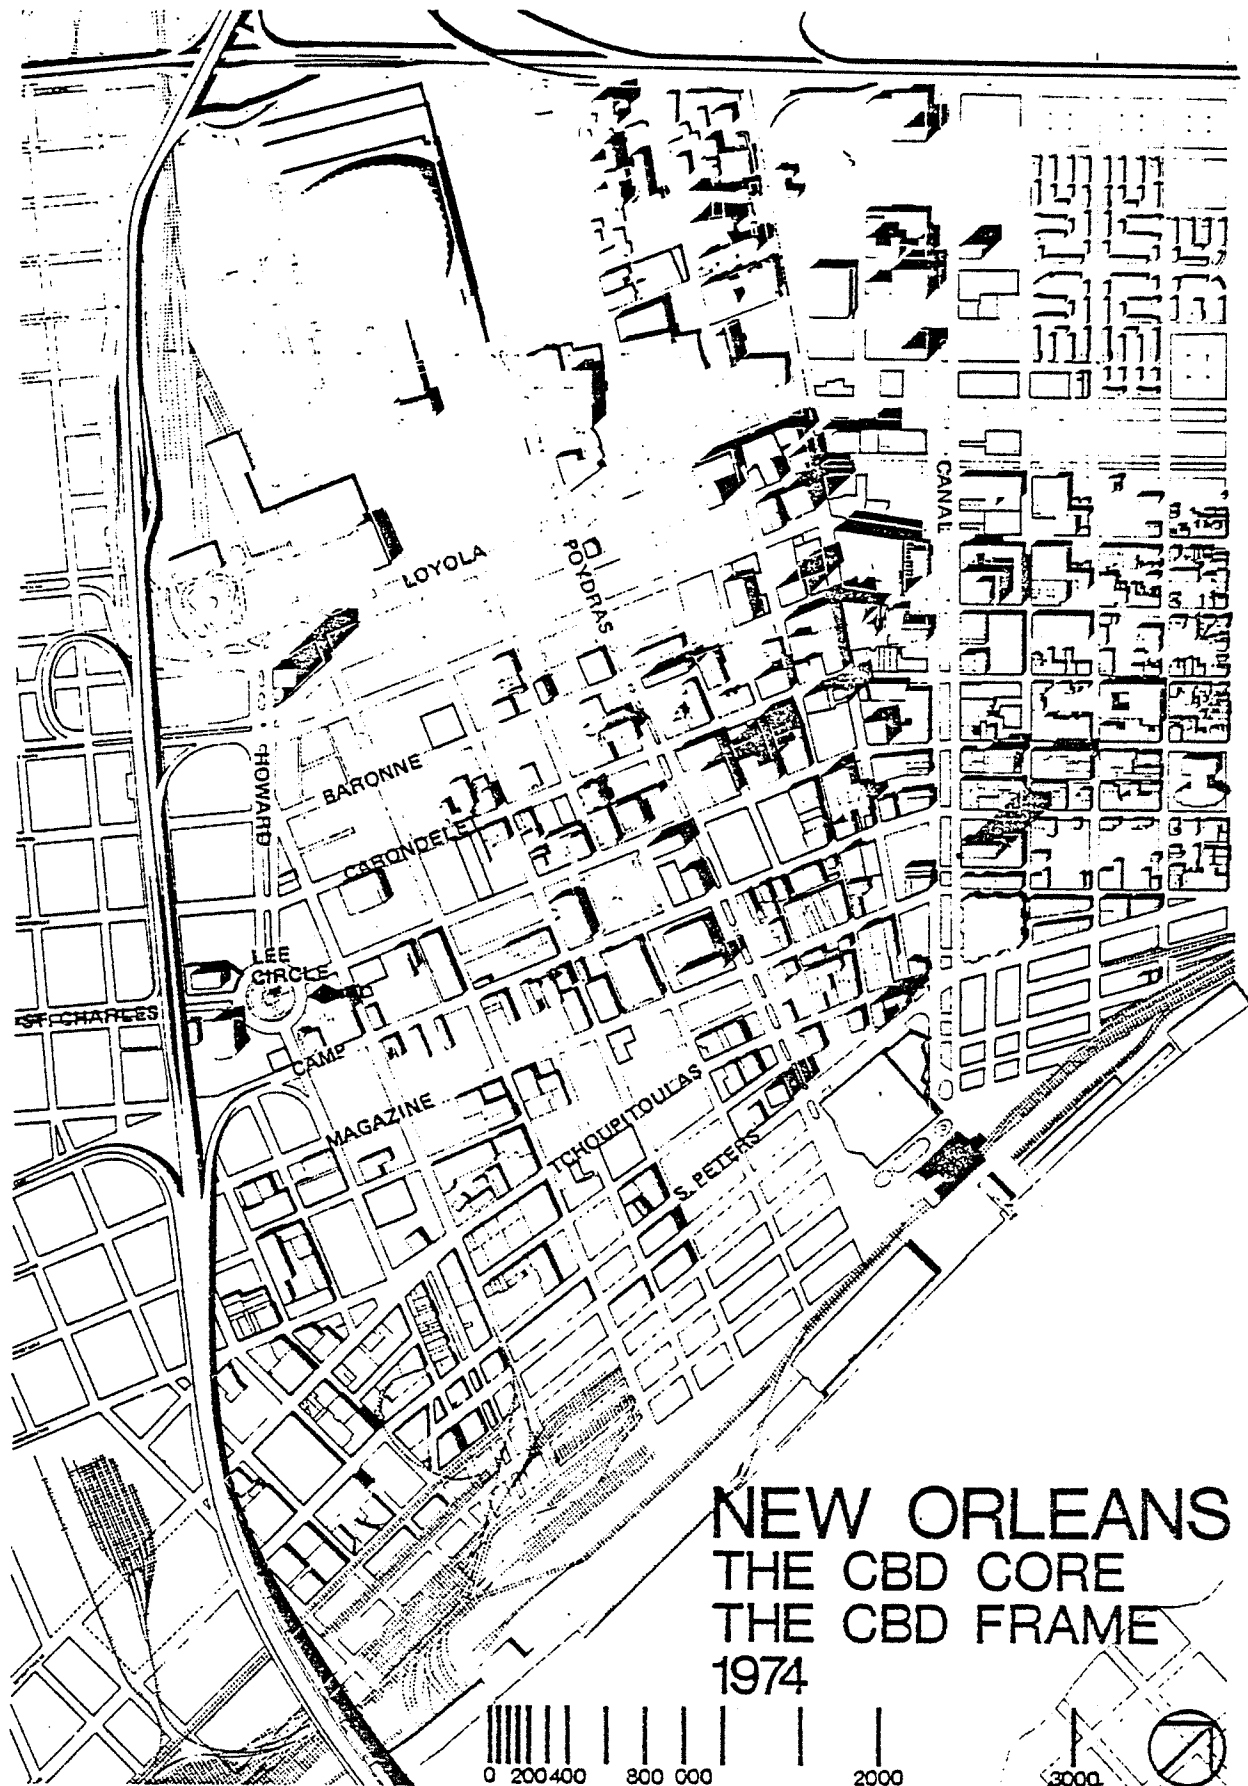 CANAL
LOYOLA
POYDRAS
HOWARD
BARONNE
CARONDELET
LEE
CIRCLE
ST. CHARLES
CAMP
MAGAZINE
TCHOUPITOULAS
S. PETERS
NEW ORLEANS
THE CBD CORE
THE CBD FRAME
1974
0 200 400 800 000 2000 3000